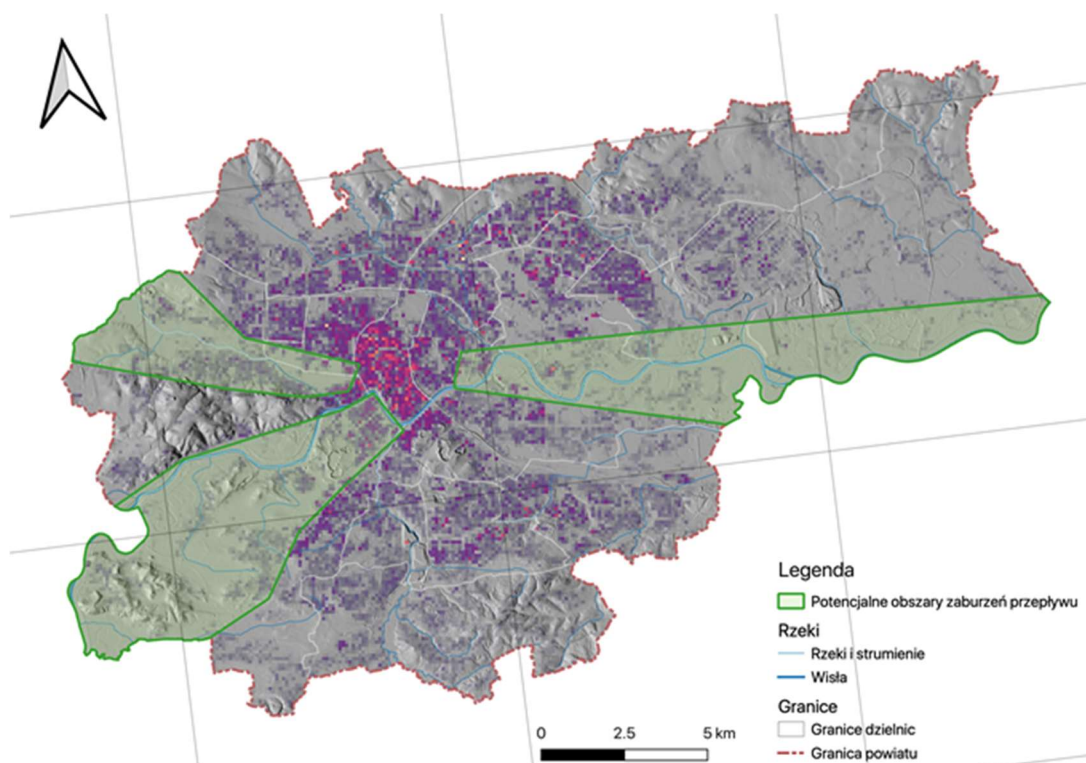 Legenda
Potencjalne obszary zaburzeń przepływu
Rzeki
Rzeki i strumienie
Wisła
Granice
Granice dzielnic
Granica powiatu
0 2.5 5 km